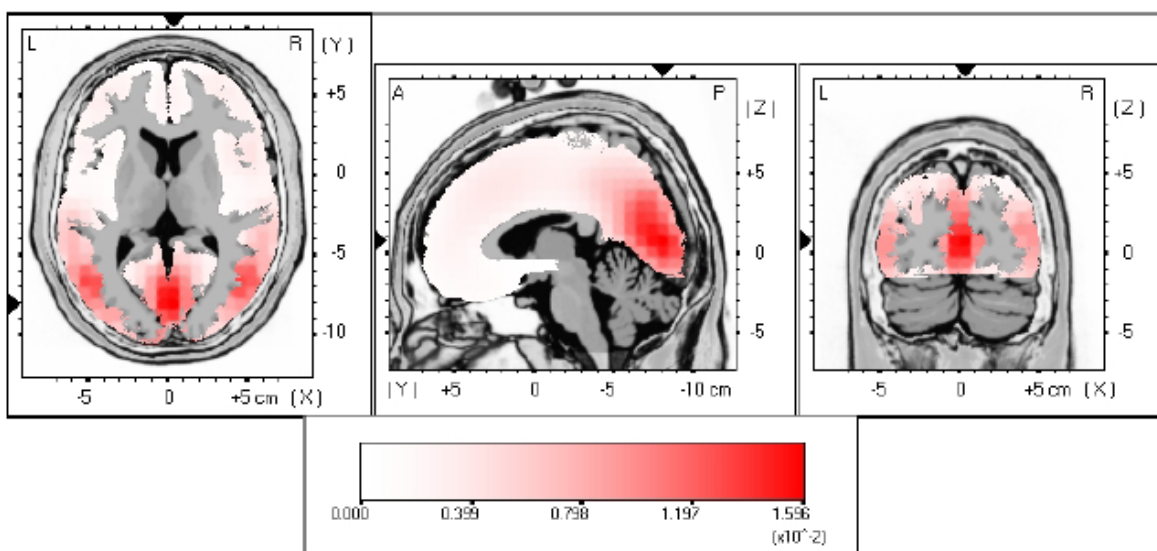 L R (Y)
+5
0
-5
-10
-5 0 +5 cm (X)
A P (Z)
+5
0
-5
(Y) +5 0 -5 -10 cm
L R (Z)
+5
0
-5
-5 0 +5 cm (X)
0.000 0.399 0.798 1.197 1.596
(x10^-2)